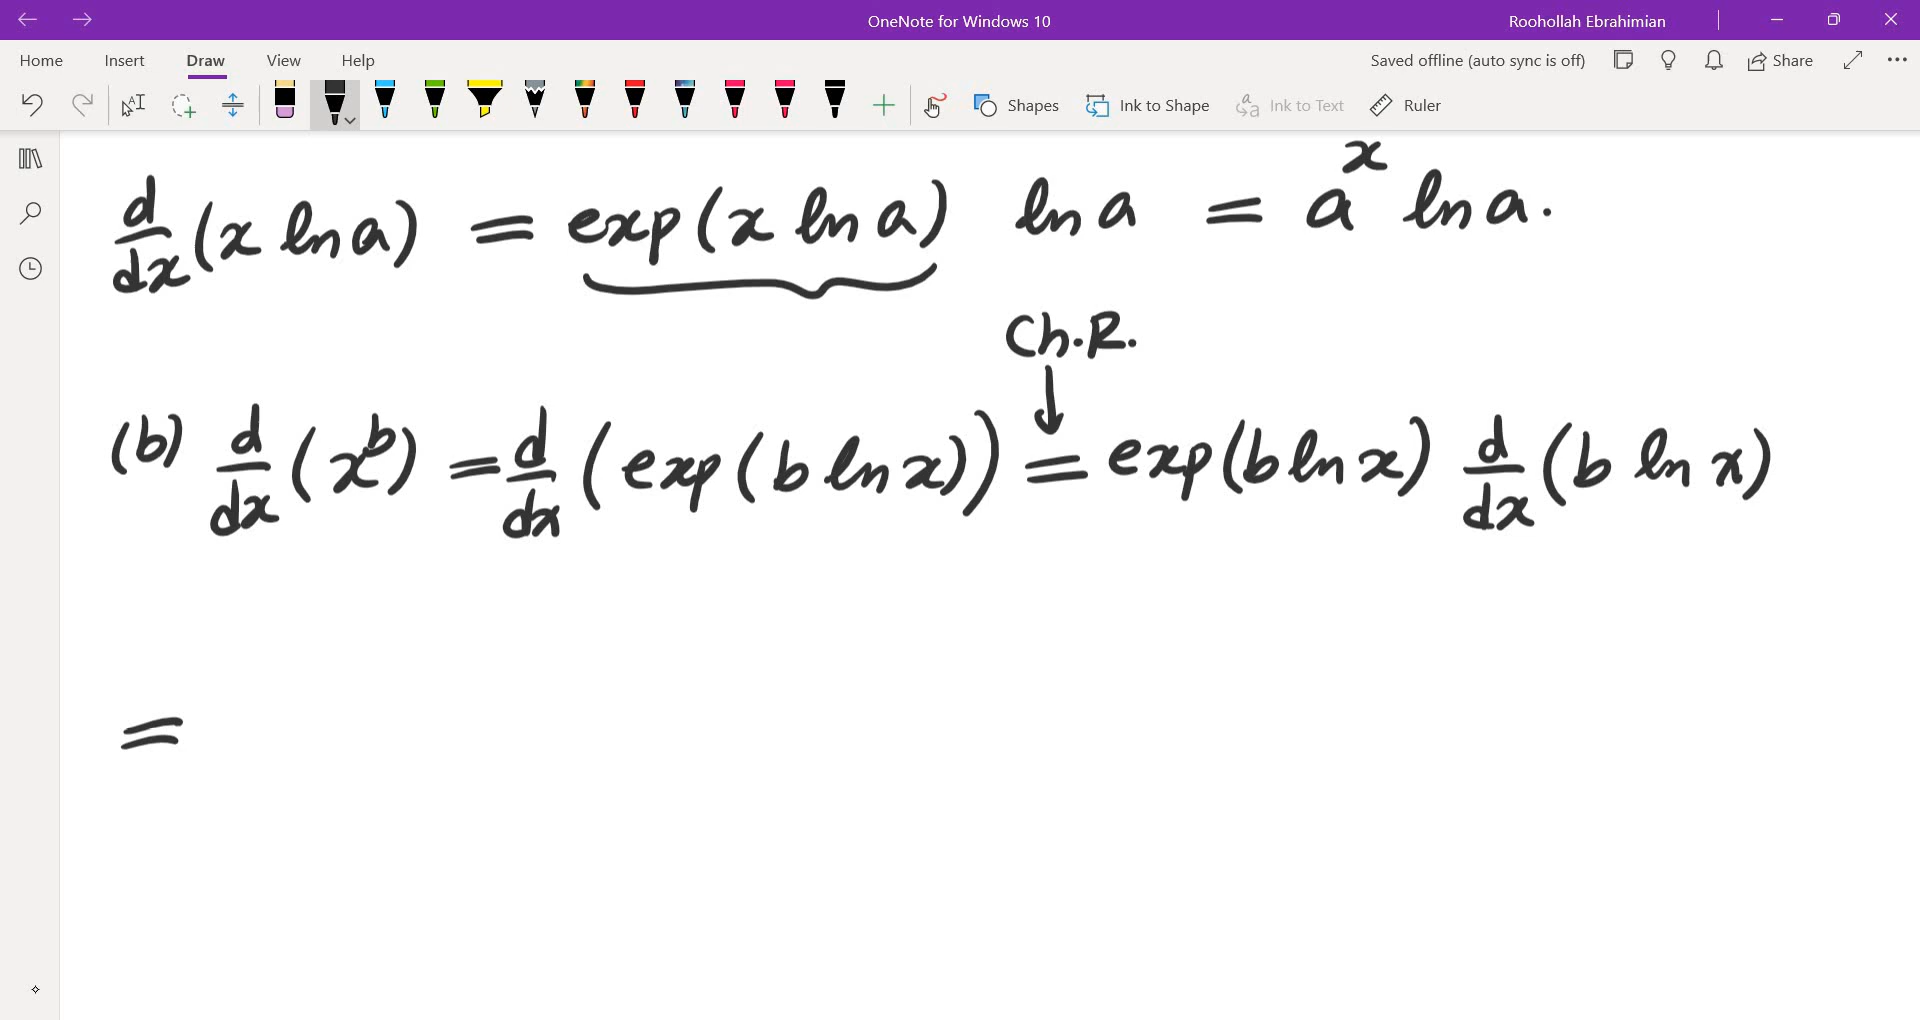 OneNote for Windows 10
Roohollah Ebrahimian
Home Insert Draw View Help
Saved offline (auto sync is off) Share
Shapes Ink to Shape Ink to Text Ruler
d/dx (x ln a) = exp(x ln a) ln a = a^x ln a.
Ch.R.
(b) d/dx (x^b) = d/dx (exp(b ln x)) = exp(b ln x) d/dx (b ln x)
=